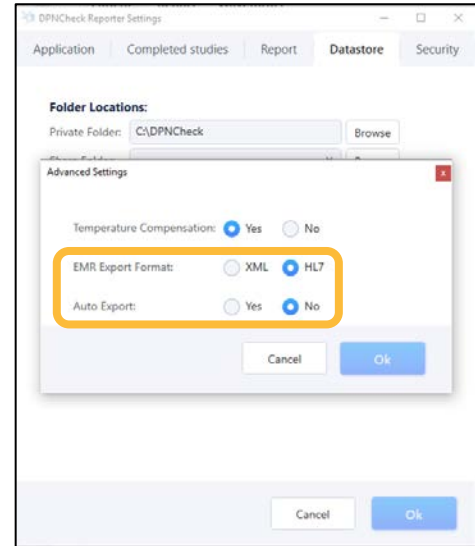 DPNCheck Reporter Settings
Application Completed studies Report Datastore Security
Folder Locations:
Private Folder: C:\DPNCheck Browse
Advanced Settings x
Temperature Compensation: Yes No
EMR Export Format: XML HL7
Auto Export: Yes No
Cancel Ok
Cancel Ok